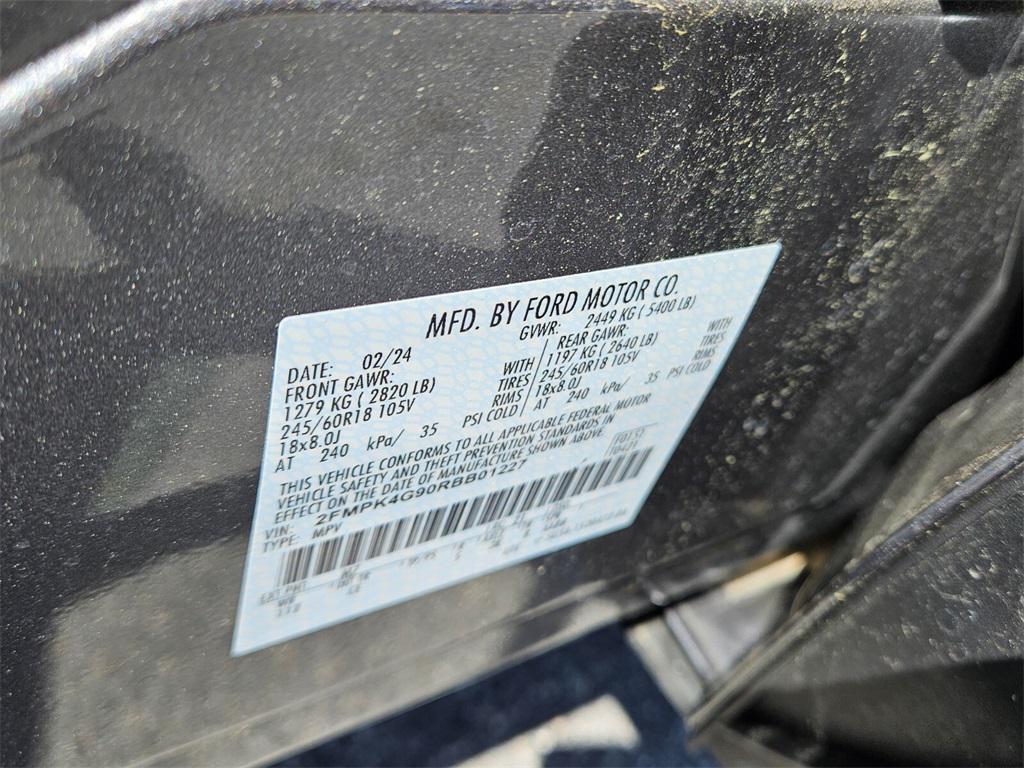 MFD. BY FORD MOTOR CO.
DATE: 02/24 GVWR: 2449 KG ( 5400 LB)
FRONT GAWR: REAR GAWR:
1279 KG ( 2820 LB) WITH 1197 KG ( 2640 LB) WITH
245/60R18 105V TIRES 245/60R18 105V TIRES
18x8.0J RIMS 18x8.0J RIMS
AT 240 kPa/ 35 PSI COLD AT 240 kPa/ 35 PSI COLD
THIS VEHICLE CONFORMS TO ALL APPLICABLE FEDERAL MOTOR
VEHICLE SAFETY AND THEFT PREVENTION STANDARDS IN
EFFECT ON THE DATE OF MANUFACTURE SHOWN ABOVE.
VIN: 2FMPK4G90RBB01227
TYPE: MPV
EXT PNT: